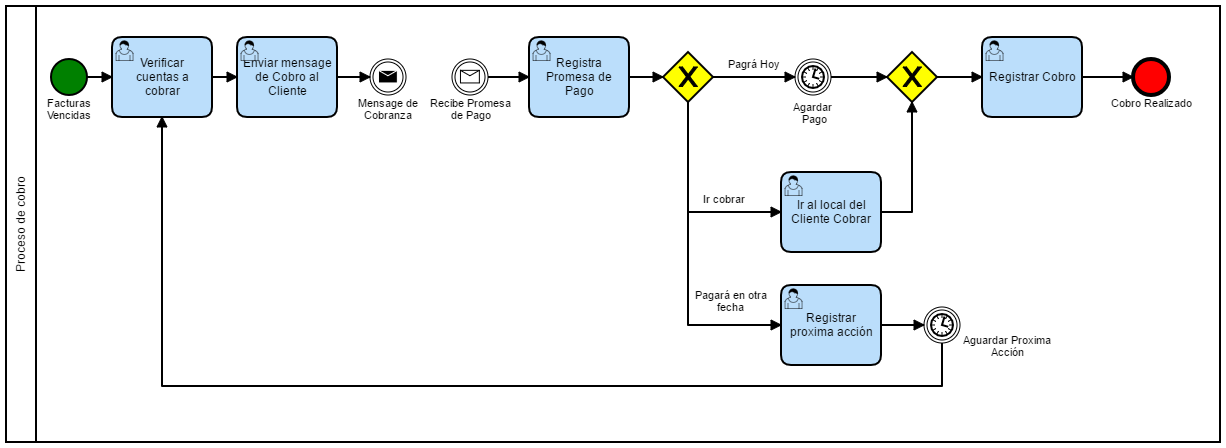 Proceso de cobro
Facturas
Vencidas
Verificar
cuentas a
cobrar
Enviar mensage
de Cobro al
Cliente
Mensage de
Cobranza
Recibe Promesa
de Pago
Registra
Promesa de
Pago
Pagrá Hoy
Agardar
Pago
Registrar Cobro
Cobro Realizado
Ir cobrar
Ir al local del
Cliente Cobrar
Pagará en otra
fecha
Registrar
proxima acción
Aguardar Proxima
Acción